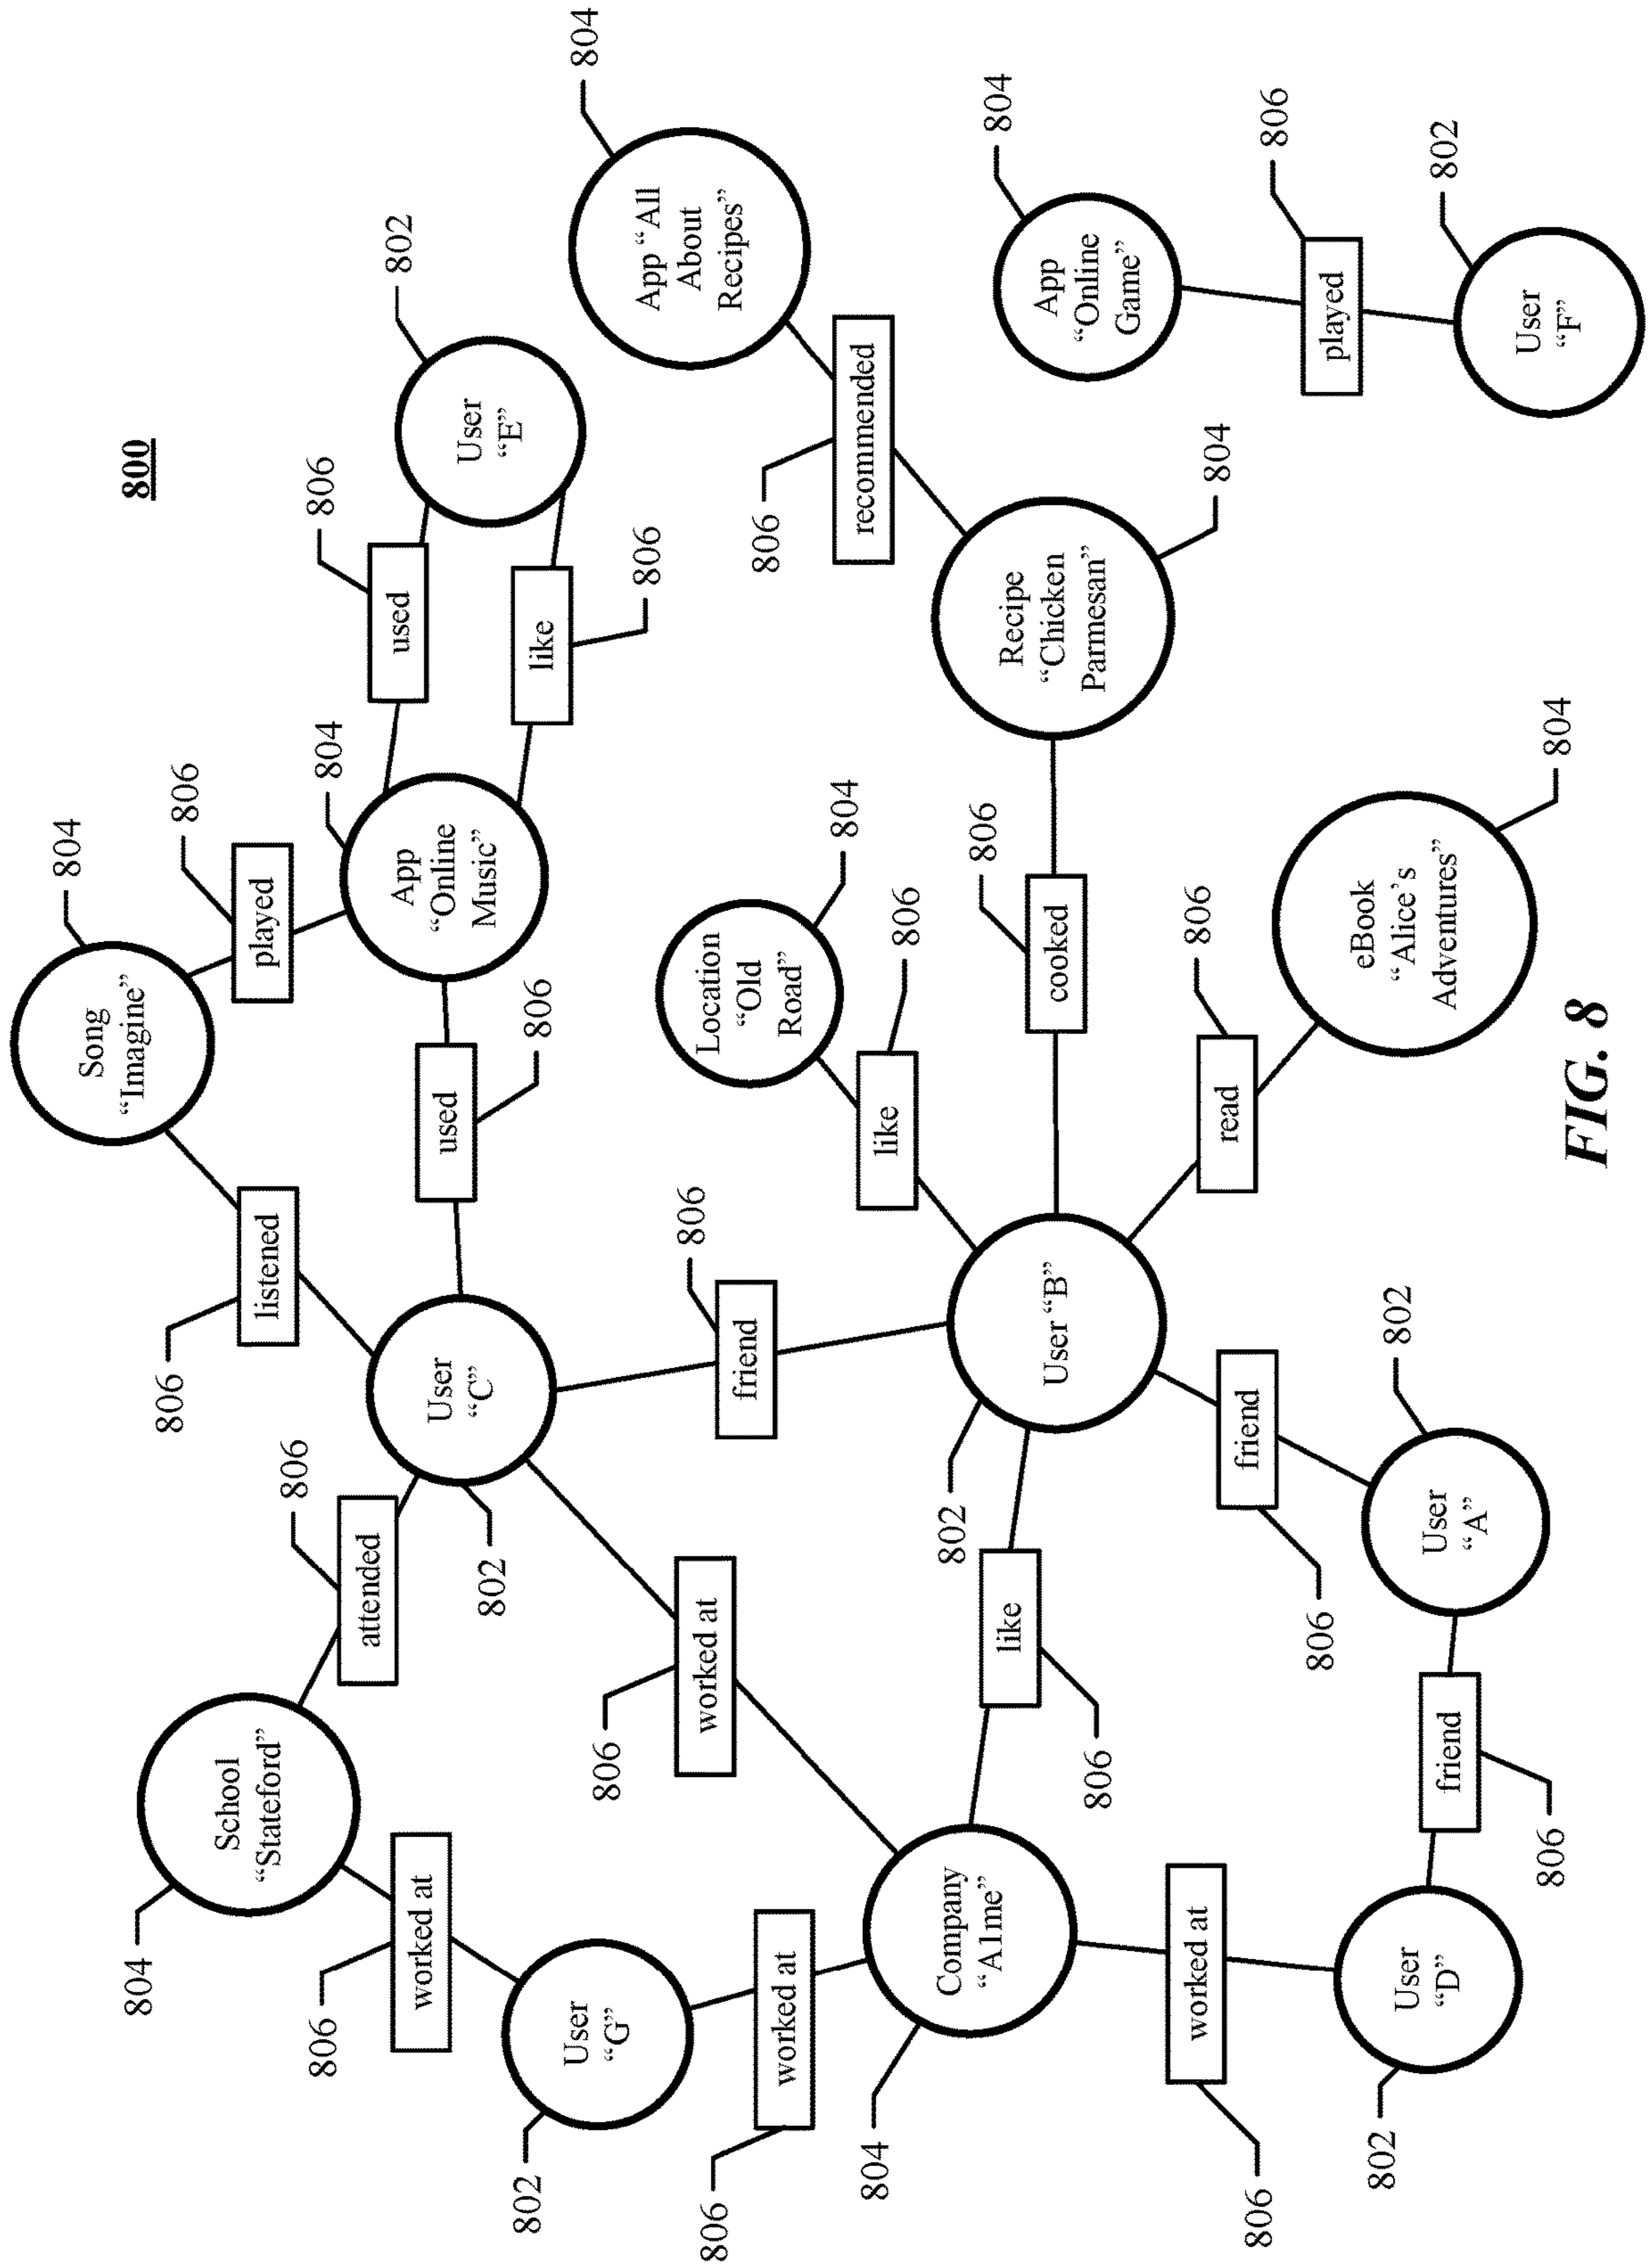 800
804
Song
“Imagine”
806
played
806
listened
806
attended
School
“Stateford”
804
806
worked at
802
User
“G”
806
worked at
802
User
“C”
806
used
804
App
“Online
Music”
806
used
806
like
802
User
“E”
804
App “All
About
Recipes”
806
recommended
806
worked at
806
friend
Location
“Old
Road”
804
806
like
804
Company
“A1me”
806
like
802
User “B”
806
cooked
Recipe
“Chicken
Parmesan”
804
804
App
“Online
Game”
806
played
802
User
“F”
806
worked at
802
User
“D”
806
friend
802
User
“A”
806
friend
806
read
eBook
“Alice’s
Adventures”
804
FIG. 8